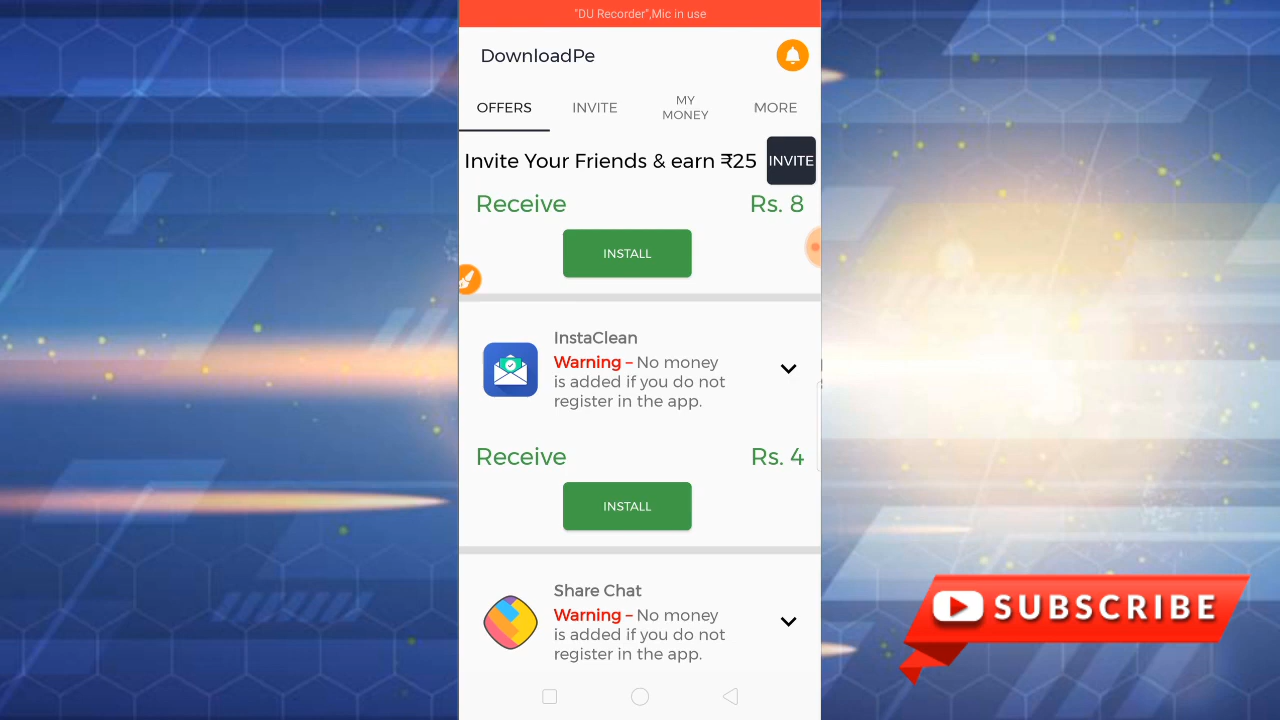 "DU Recorder",Mic in use
DownloadPe
OFFERS
INVITE
MY
MONEY
MORE
Invite Your Friends & earn ₹25
INVITE
Receive
Rs. 8
INSTALL
InstaClean
Warning – No money
is added if you do not
register in the app.
Receive
Rs. 4
INSTALL
Share Chat
Warning – No money
is added if you do not
register in the app.
SUBSCRIBE